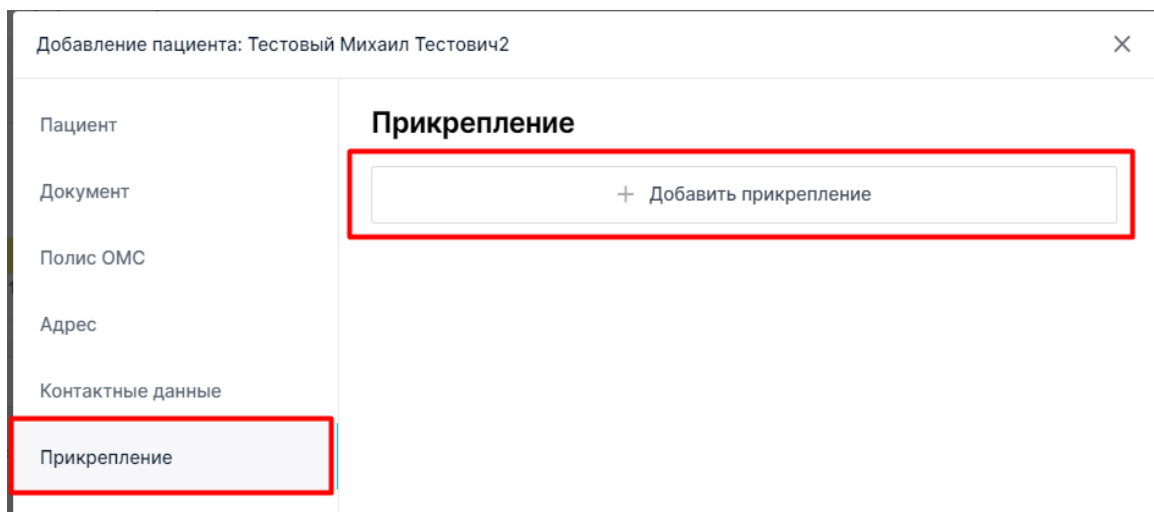 Добавление пациента: Тестовый Михаил Тестович2
Пациент
Документ
Полис ОМС
Адрес
Контактные данные
Прикрепление
Прикрепление
+ Добавить прикрепление